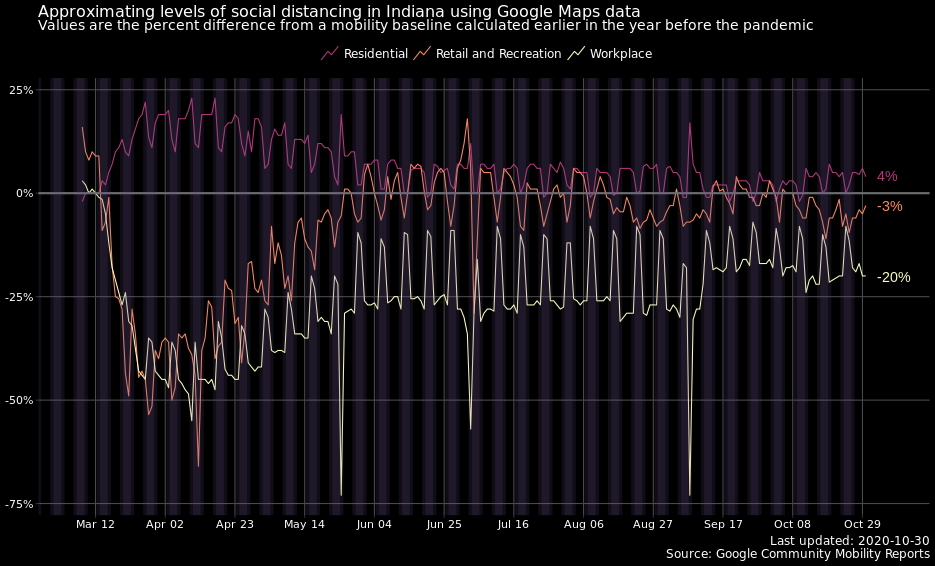 Approximating levels of social distancing in Indiana using Google Maps data
Values are the percent difference from a mobility baseline calculated earlier in the year before the pandemic
Residential Retail and Recreation Workplace
25%
0%
-25%
-50%
-75%
4%
-3%
-20%
Mar 12 Apr 02 Apr 23 May 14 Jun 04 Jun 25 Jul 16 Aug 06 Aug 27 Sep 17 Oct 08 Oct 29
Last updated: 2020-10-30
Source: Google Community Mobility Reports